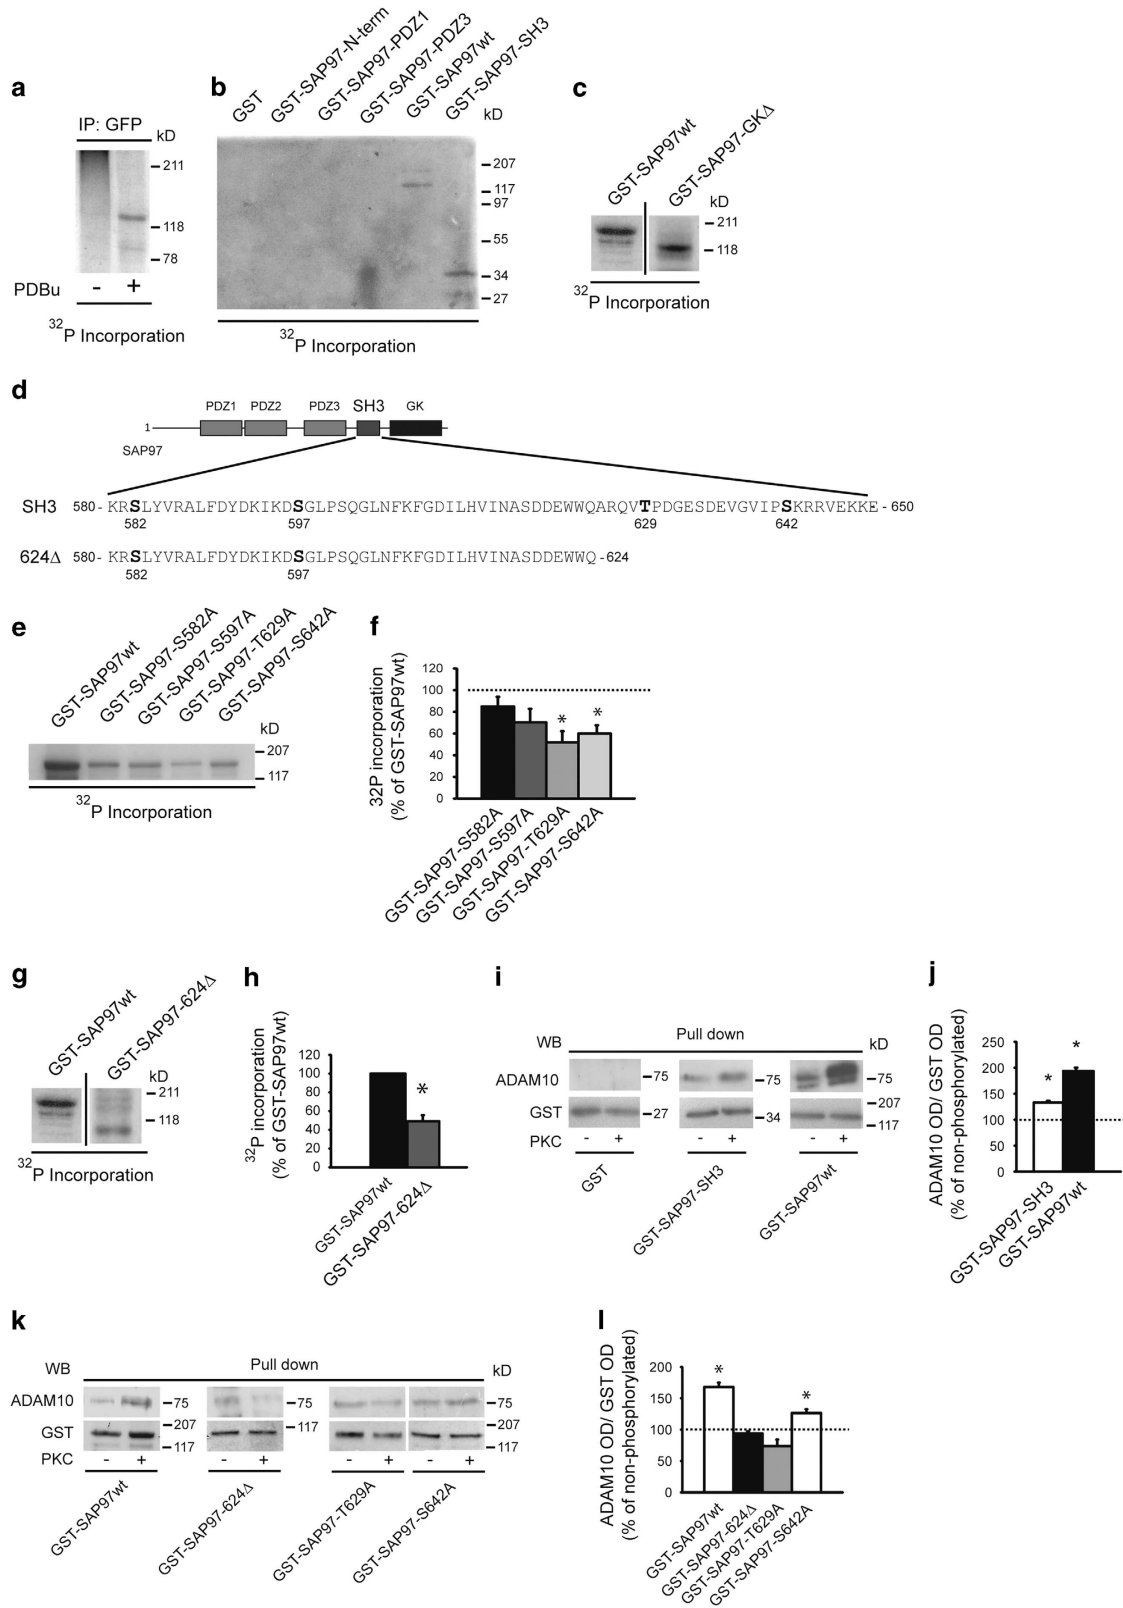 a
IP: GFP
kD
211
118
78
PDBu - +
32P Incorporation
b
GST
GST-SAP97-N-term
GST-SAP97-PDZ1
GST-SAP97-PDZ3
GST-SAP97wt
GST-SAP97-SH3
kD
207
117
97
55
34
27
32P Incorporation
c
GST-SAP97wt
GST-SAP97-GKΔ
kD
211
118
32P Incorporation
d
PDZ1 PDZ2 PDZ3 SH3 GK
1
SAP97
SH3 580- KRSLYVRALFDYDKIKDSGLPSQGLNFKFGDILHVINASDDEWWQARQVTPDGESDEVGVIPSKRRVEKKE - 650
582 597 629 642
624Δ 580- KRSLYVRALFDYDKIKDSGLPSQGLNFKFGDILHVINASDDEWWQ -624
582 597
e
GST-SAP97wt
GST-SAP97-S582A
GST-SAP97-S597A
GST-SAP97-T629A
GST-SAP97-S642A
kD
207
117
32P Incorporation
f
32P incorporation
(% of GST-SAP97wt)
120
100
80
60
40
20
0
* *
GST-SAP97-S582A
GST-SAP97-S597A
GST-SAP97-T629A
GST-SAP97-S642A
g
GST-SAP97wt
GST-SAP97-624Δ
kD
211
118
32P Incorporation
h
32P incorporation
(% of GST-SAP97wt)
120
100
80
60
40
20
0
*
GST-SAP97wt
GST-SAP97-624Δ
i
WB Pull down kD
ADAM10 75 75 75
GST 27 34 207
117
PKC - + - + - +
GST
GST-SAP97-SH3
GST-SAP97wt
j
ADAM10 OD/ GST OD
(% of non-phosphorylated)
250
200
150
100
50
0
* *
GST-SAP97-SH3
GST-SAP97wt
k
WB Pull down kD
ADAM10 75 75 75
GST 207 117 207
117 117
PKC - + - + - + - +
GST-SAP97wt
GST-SAP97-624Δ
GST-SAP97-T629A
GST-SAP97-S642A
l
ADAM10 OD/ GST OD
(% of non-phosphorylated)
200
150
100
50
0
* *
GST-SAP97wt
GST-SAP97-624Δ
GST-SAP97-T629A
GST-SAP97-S642A